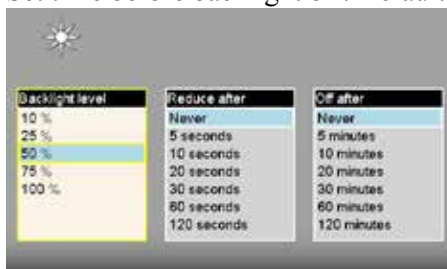 Backlight level
10 %
25 %
50 %
75 %
100 %
Reduce after
Never
5 seconds
10 seconds
20 seconds
30 seconds
60 seconds
120 seconds
Off after
Never
5 minutes
10 minutes
20 minutes
30 minutes
60 minutes
120 minutes